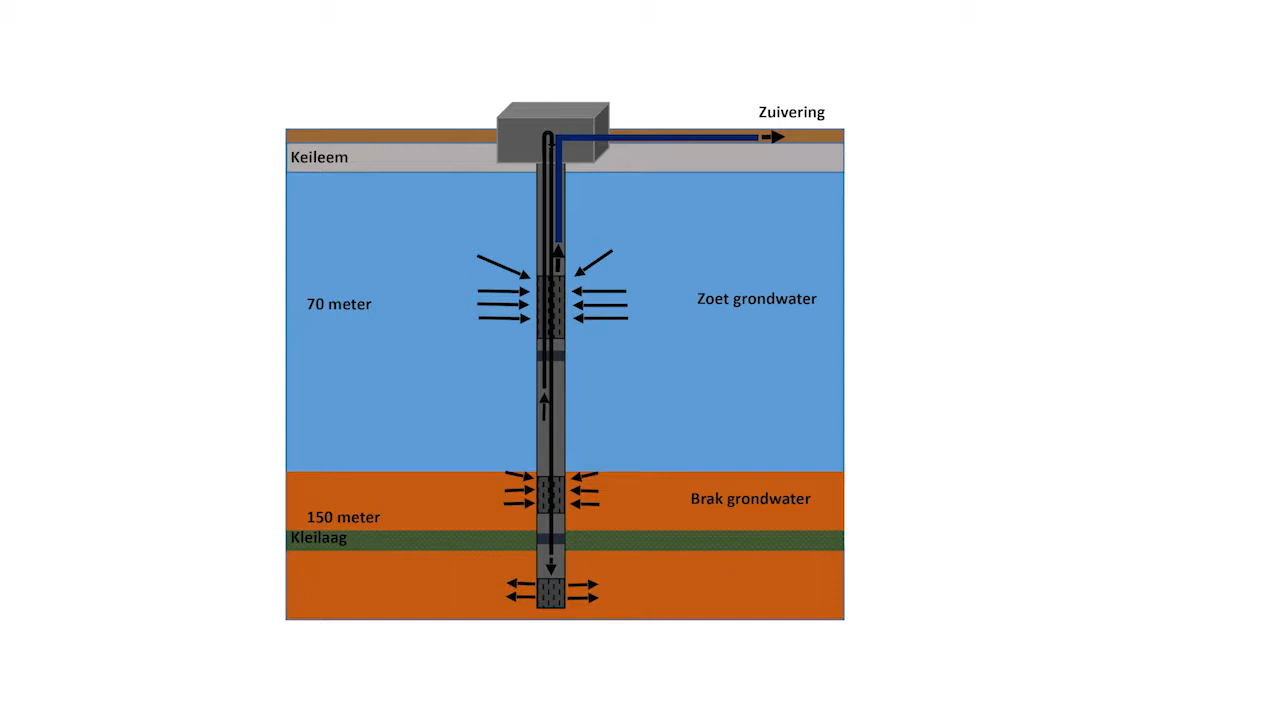 Zuivering
Keileem
70 meter
Zoet grondwater
Brak grondwater
150 meter
Kleilaag